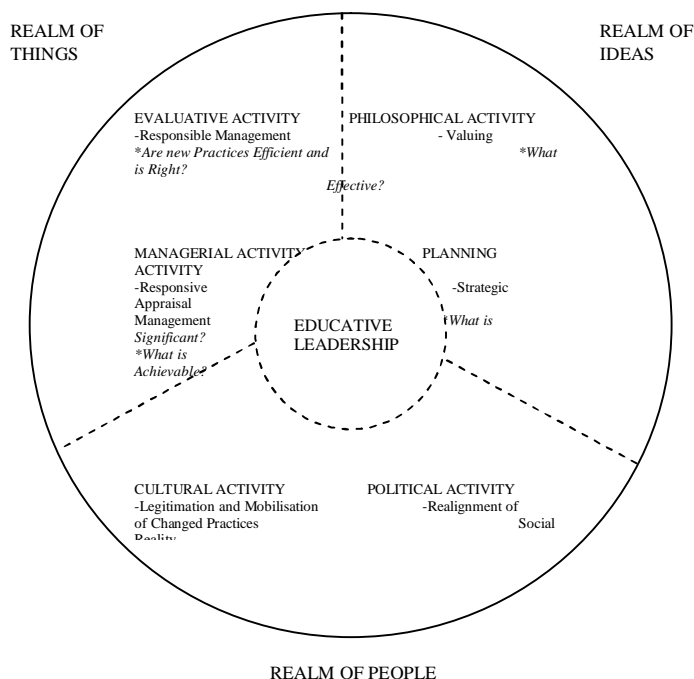 REALM OF
THINGS
REALM OF
IDEAS
EVALUATIVE ACTIVITY
-Responsible Management
*Are new Practices Efficient and
is Right?
PHILOSOPHICAL ACTIVITY
- Valuing
*What
Effective?
MANAGERIAL ACTIVITY
ACTIVITY
-Responsive
Appraisal
Management
Significant?
*What is
Achievable?
PLANNING
-Strategic
*What is
EDUCATIVE
LEADERSHIP
CULTURAL ACTIVITY
-Legitimation and Mobilisation
of Changed Practices
Reality
POLITICAL ACTIVITY
-Realignment of
Social
REALM OF PEOPLE